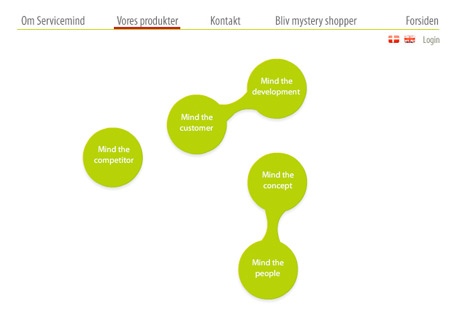 Om Servicemind Vores produkter Kontakt Bliv mystery shopper Forsiden
Login
Mind the
development
Mind the
customer
Mind the
competitor
Mind the
concept
Mind the
people